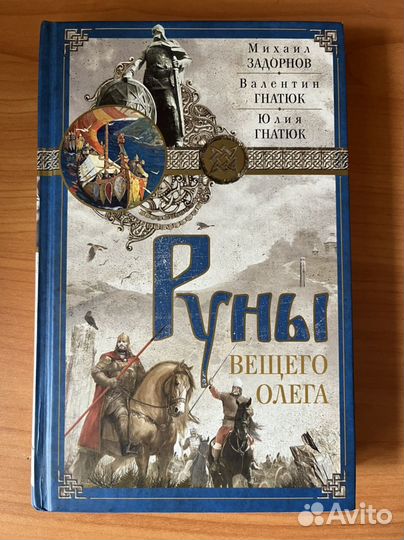 Михаил
ЗАДОРНОВ
Валентин
ГНАТЮК
Юлия
ГНАТЮК
Руны
ВЕЩЕГО
ОЛЕГА
Avito